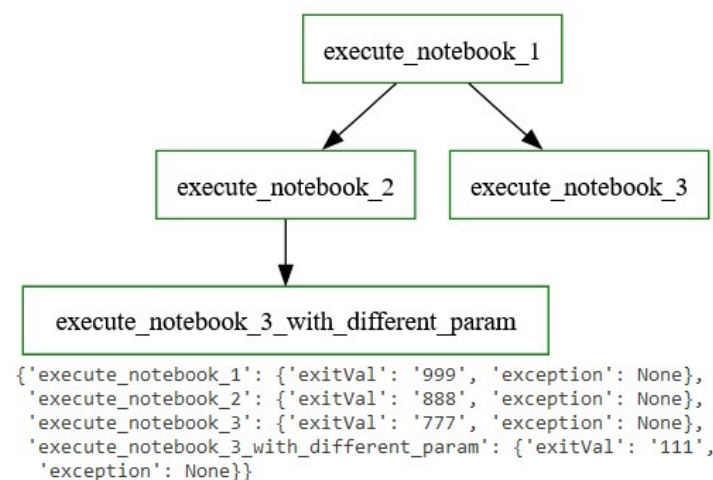 execute_notebook_1
execute_notebook_2
execute_notebook_3
execute_notebook_3_with_different_param
{'execute_notebook_1': {'exitVal': '999', 'exception': None},
'execute_notebook_2': {'exitVal': '888', 'exception': None},
'execute_notebook_3': {'exitVal': '777', 'exception': None},
'execute_notebook_3_with_different_param': {'exitVal': '111',
'exception': None}}